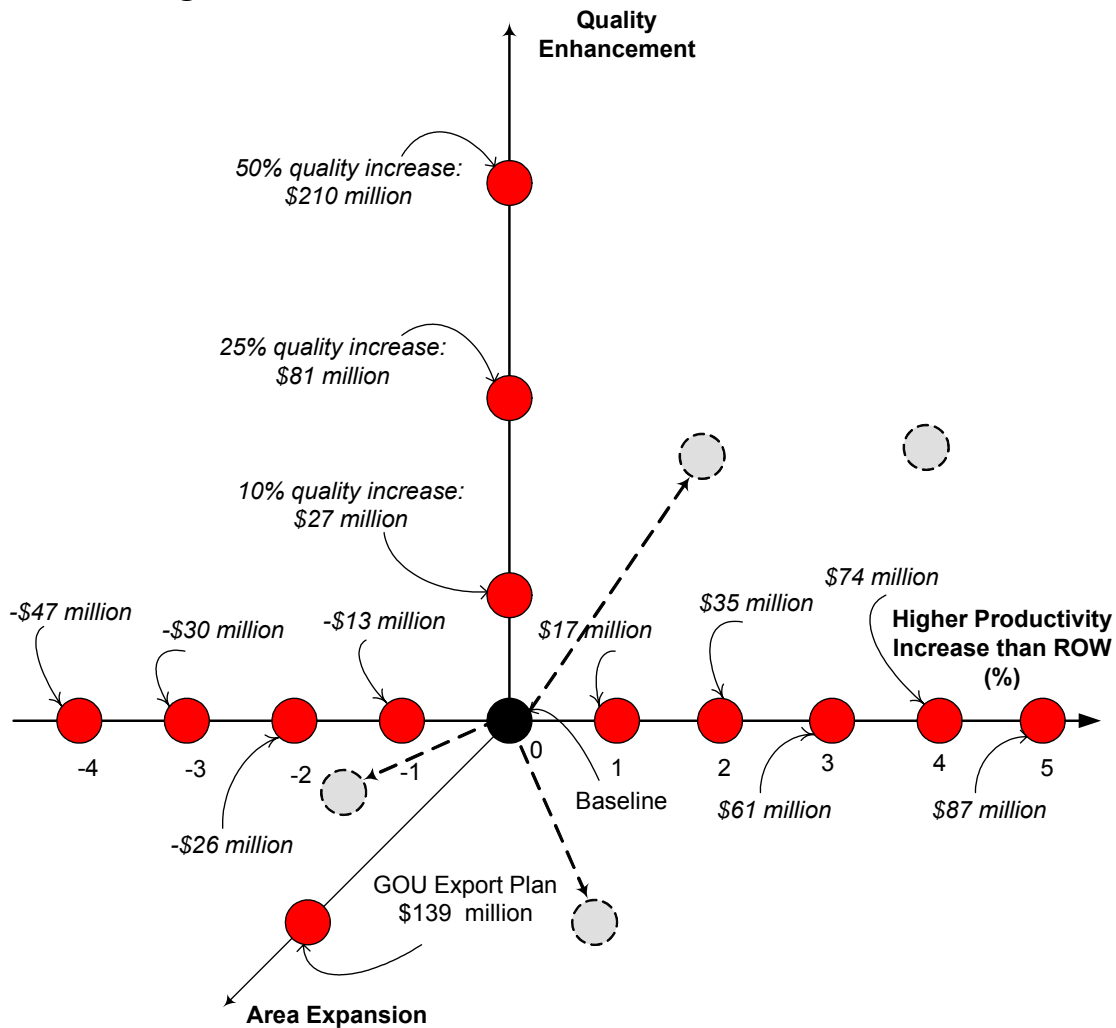 Quality
Enhancement
50% quality increase:
$210 million
25% quality increase:
$81 million
10% quality increase:
$27 million
-$47 million
-$30 million
-$13 million
$17 million
$35 million
$74 million
Higher Productivity
Increase than ROW
(%)
-4
-3
-2
-1
0
1
2
3
4
5
Baseline
-$26 million
$61 million
$87 million
GOU Export Plan
$139 million
Area Expansion